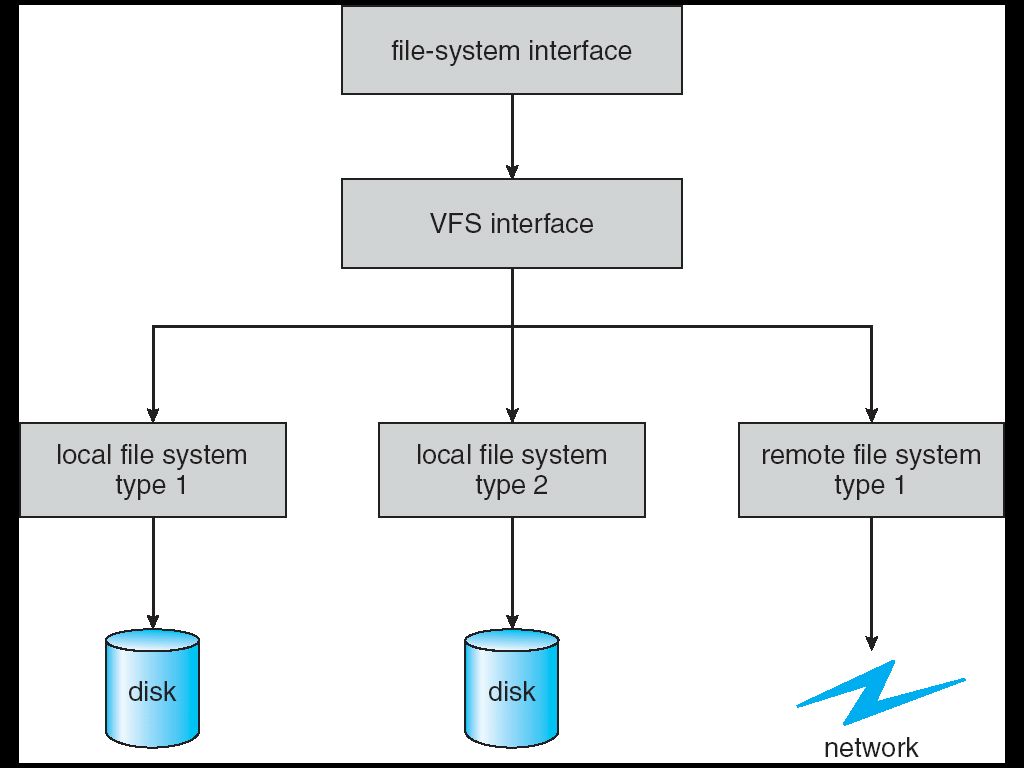 file-system interface
VFS interface
local file system
type 1
local file system
type 2
remote file system
type 1
disk
disk
network